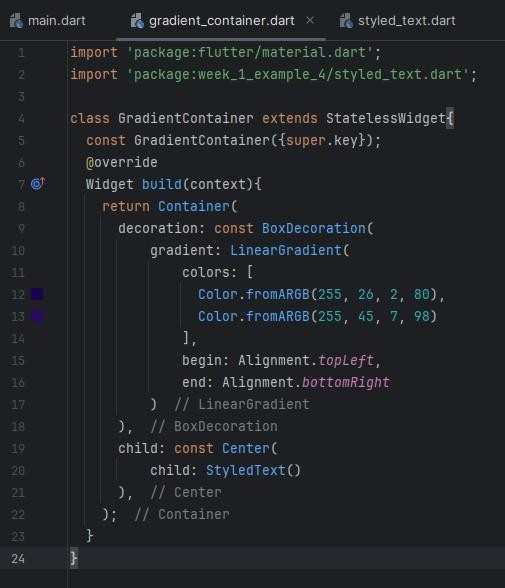 main.dart gradient_container.dart styled_text.dart
1 import 'package:flutter/material.dart';
2 import 'package:week_1_example_4/styled_text.dart';
3
4 class GradientContainer extends StatelessWidget{
5   const GradientContainer({super.key});
6   @override
7   Widget build(context){
8     return Container(
9       decoration: const BoxDecoration(
10           gradient: LinearGradient(
11               colors: [
12                 Color.fromARGB(255, 26, 2, 80),
13                 Color.fromARGB(255, 45, 7, 98)
14               ],
15               begin: Alignment.topLeft,
16               end: Alignment.bottomRight
17           )  // LinearGradient
18       ),  // BoxDecoration
19       child: const Center(
20           child: StyledText()
21       ),  // Center
22     );  // Container
23   }
24 }